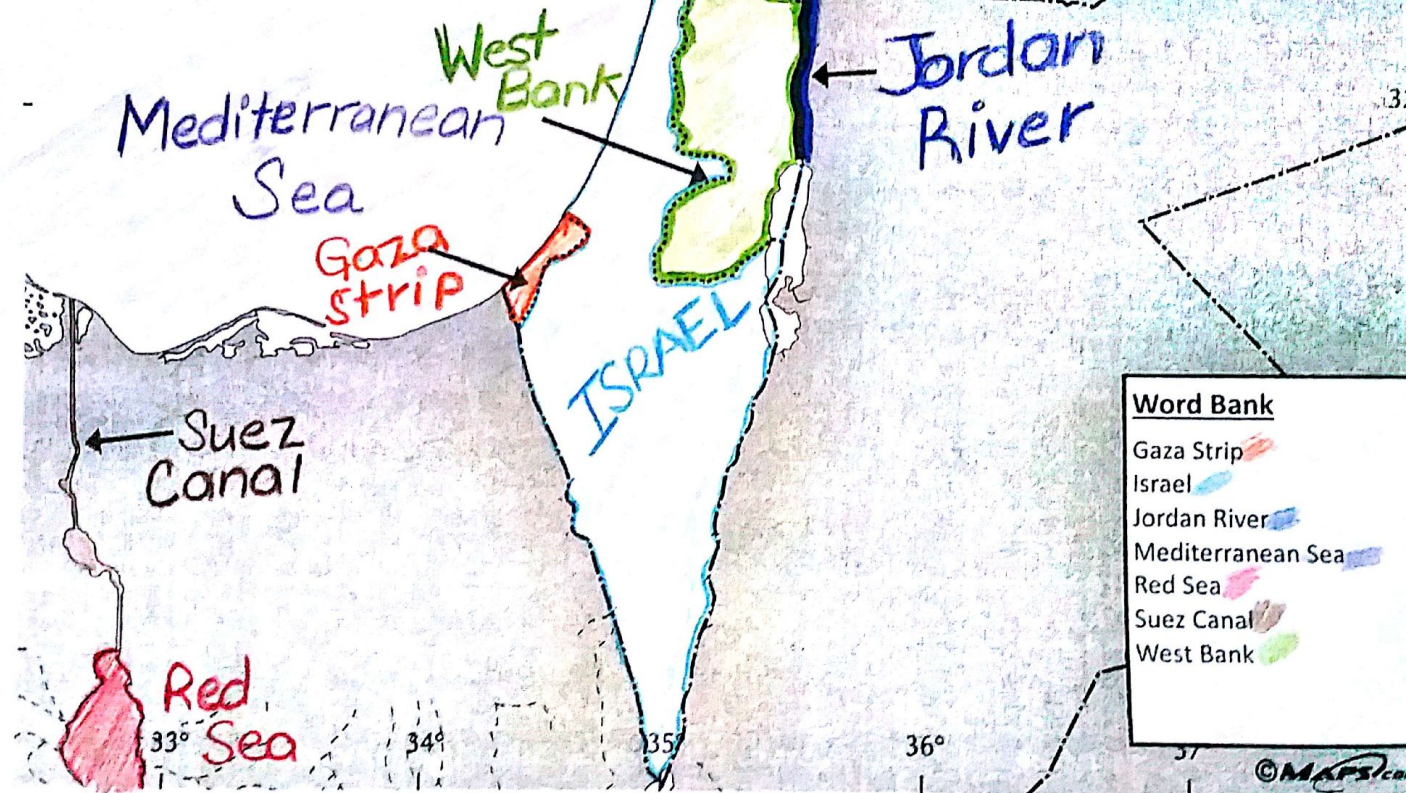 West
Bank
Jordan
River
Mediterranean
Sea
Gaza
strip
ISRAEL
Suez
Canal
Red
Sea
33°
34°
35
36°
Word Bank
Gaza Strip
Israel
Jordan River
Mediterranean Sea
Red Sea
Suez Canal
West Bank
©MAPS.co